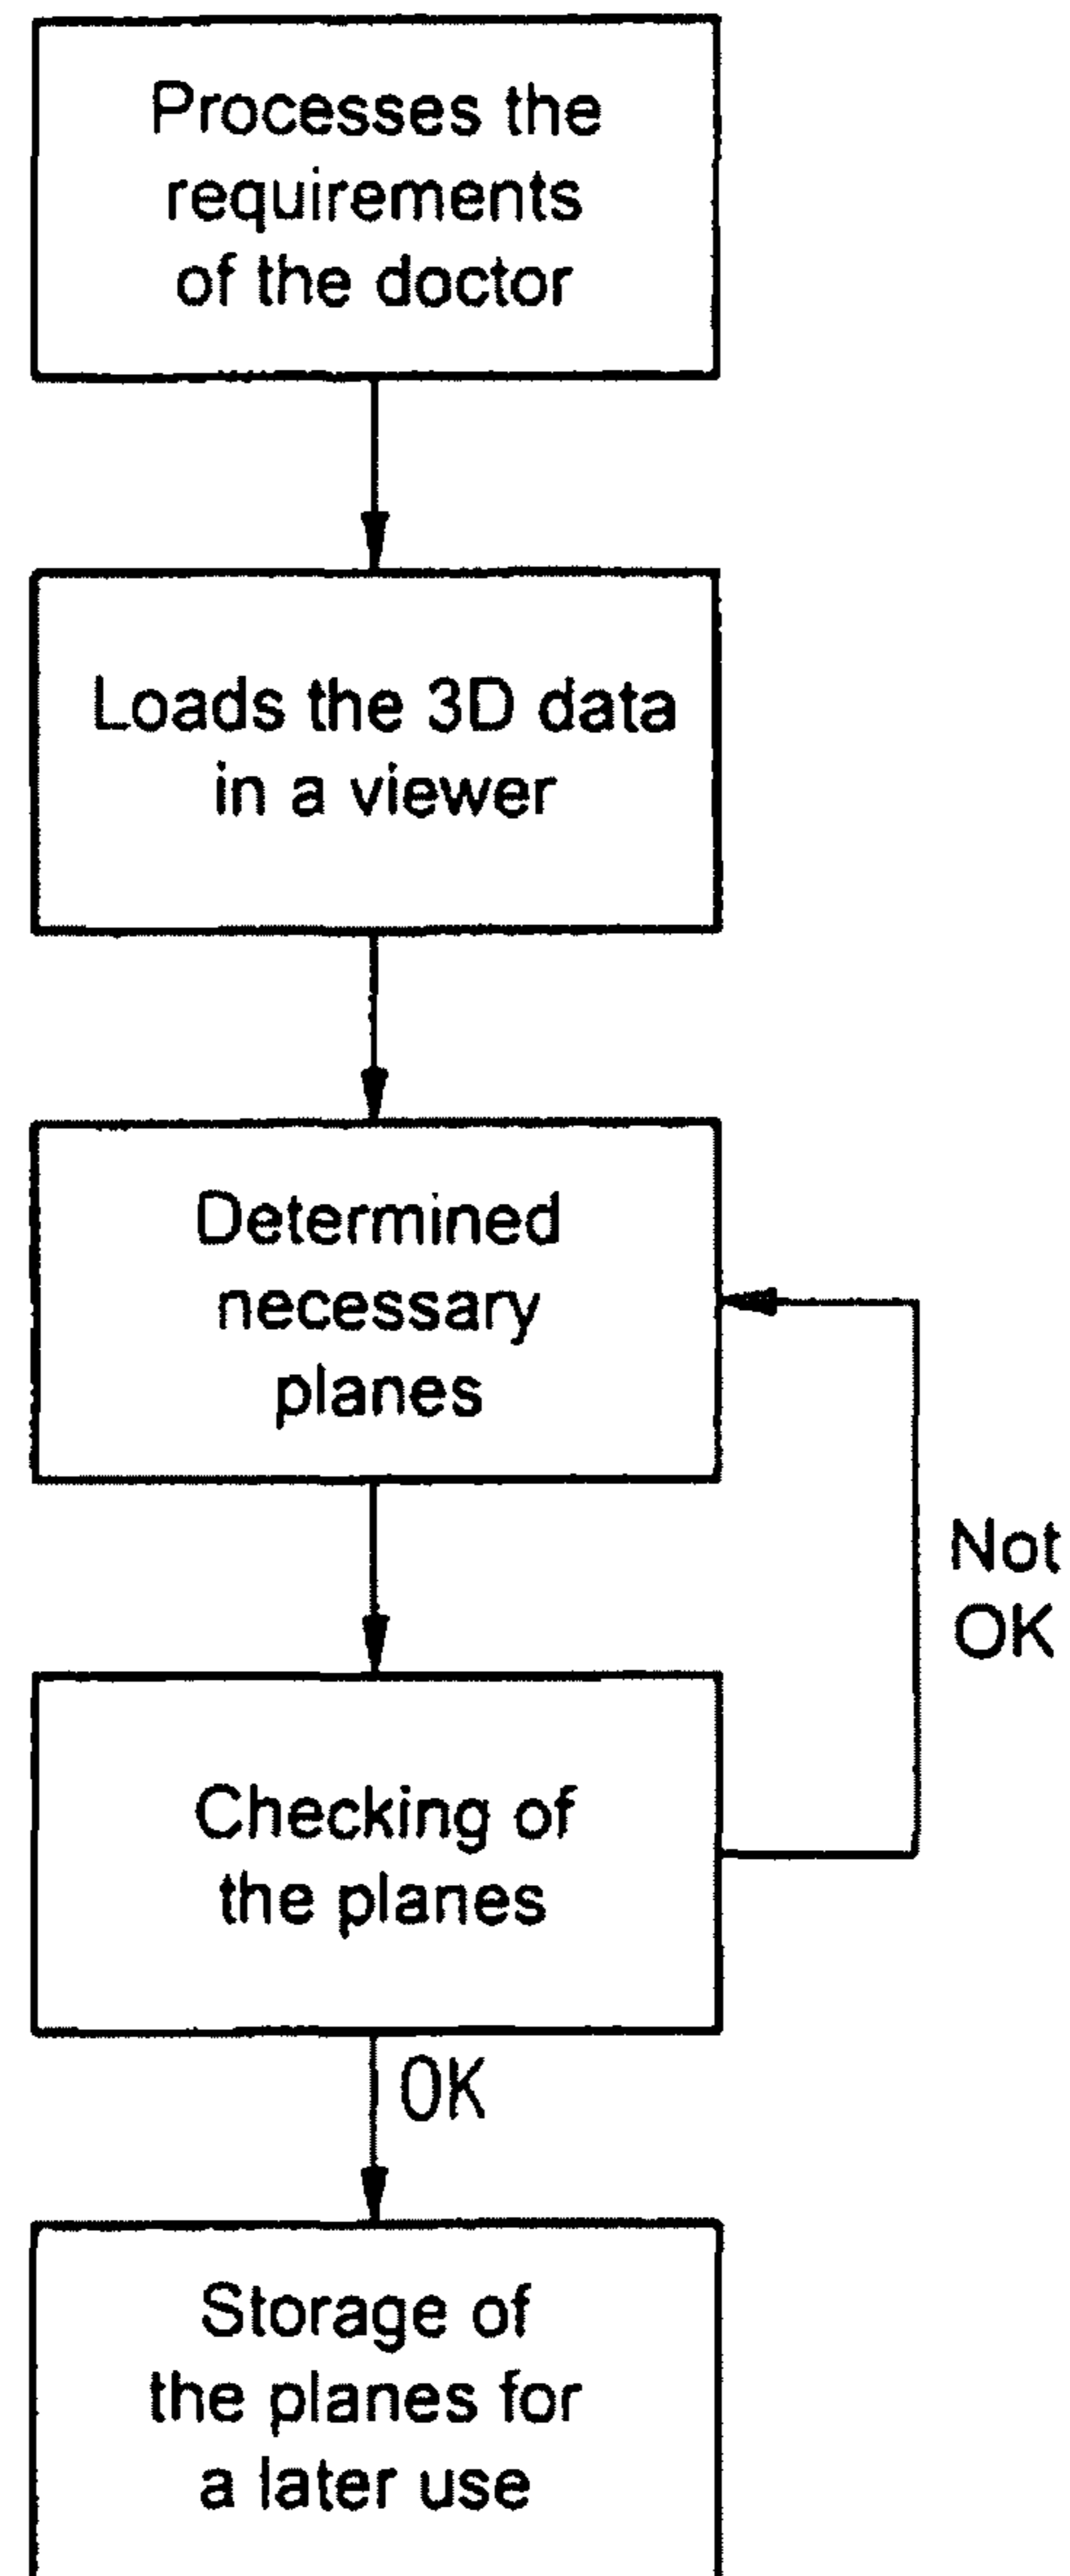 Processes the
requirements
of the doctor
Loads the 3D data
in a viewer
Determined
necessary
planes
Not
OK
Checking of
the planes
OK
Storage of
the planes for
a later use